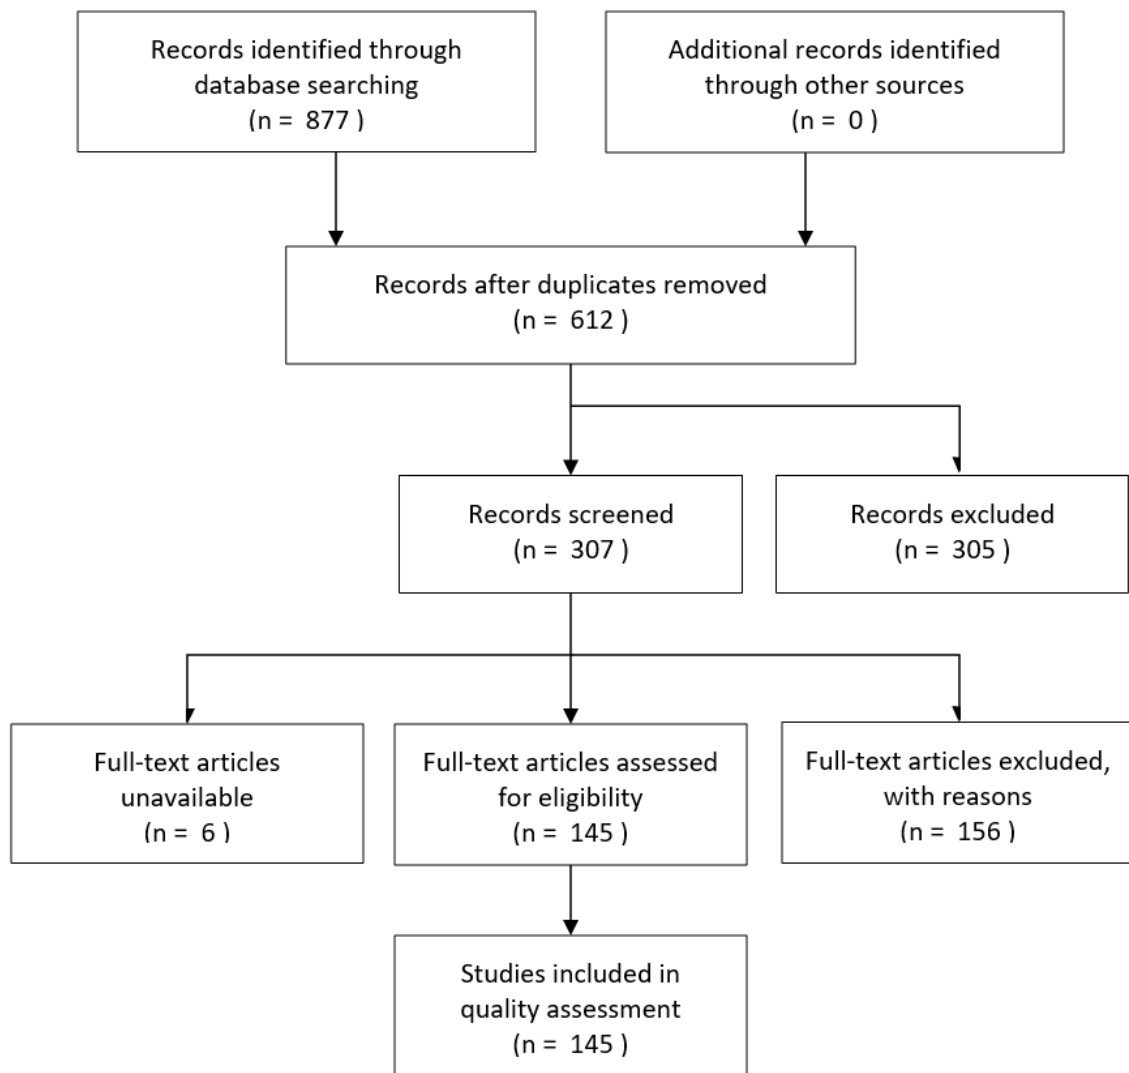 Records identified through
database searching
(n =  877 )
Additional records identified
through other sources
(n =  0 )
Records after duplicates removed
(n =  612 )
Records screened
(n =  307 )
Records excluded
(n =  305 )
Full-text articles
unavailable
(n =  6 )
Full-text articles assessed
for eligibility
(n =  145 )
Full-text articles excluded,
with reasons
(n =  156 )
Studies included in
quality assessment
(n =  145 )